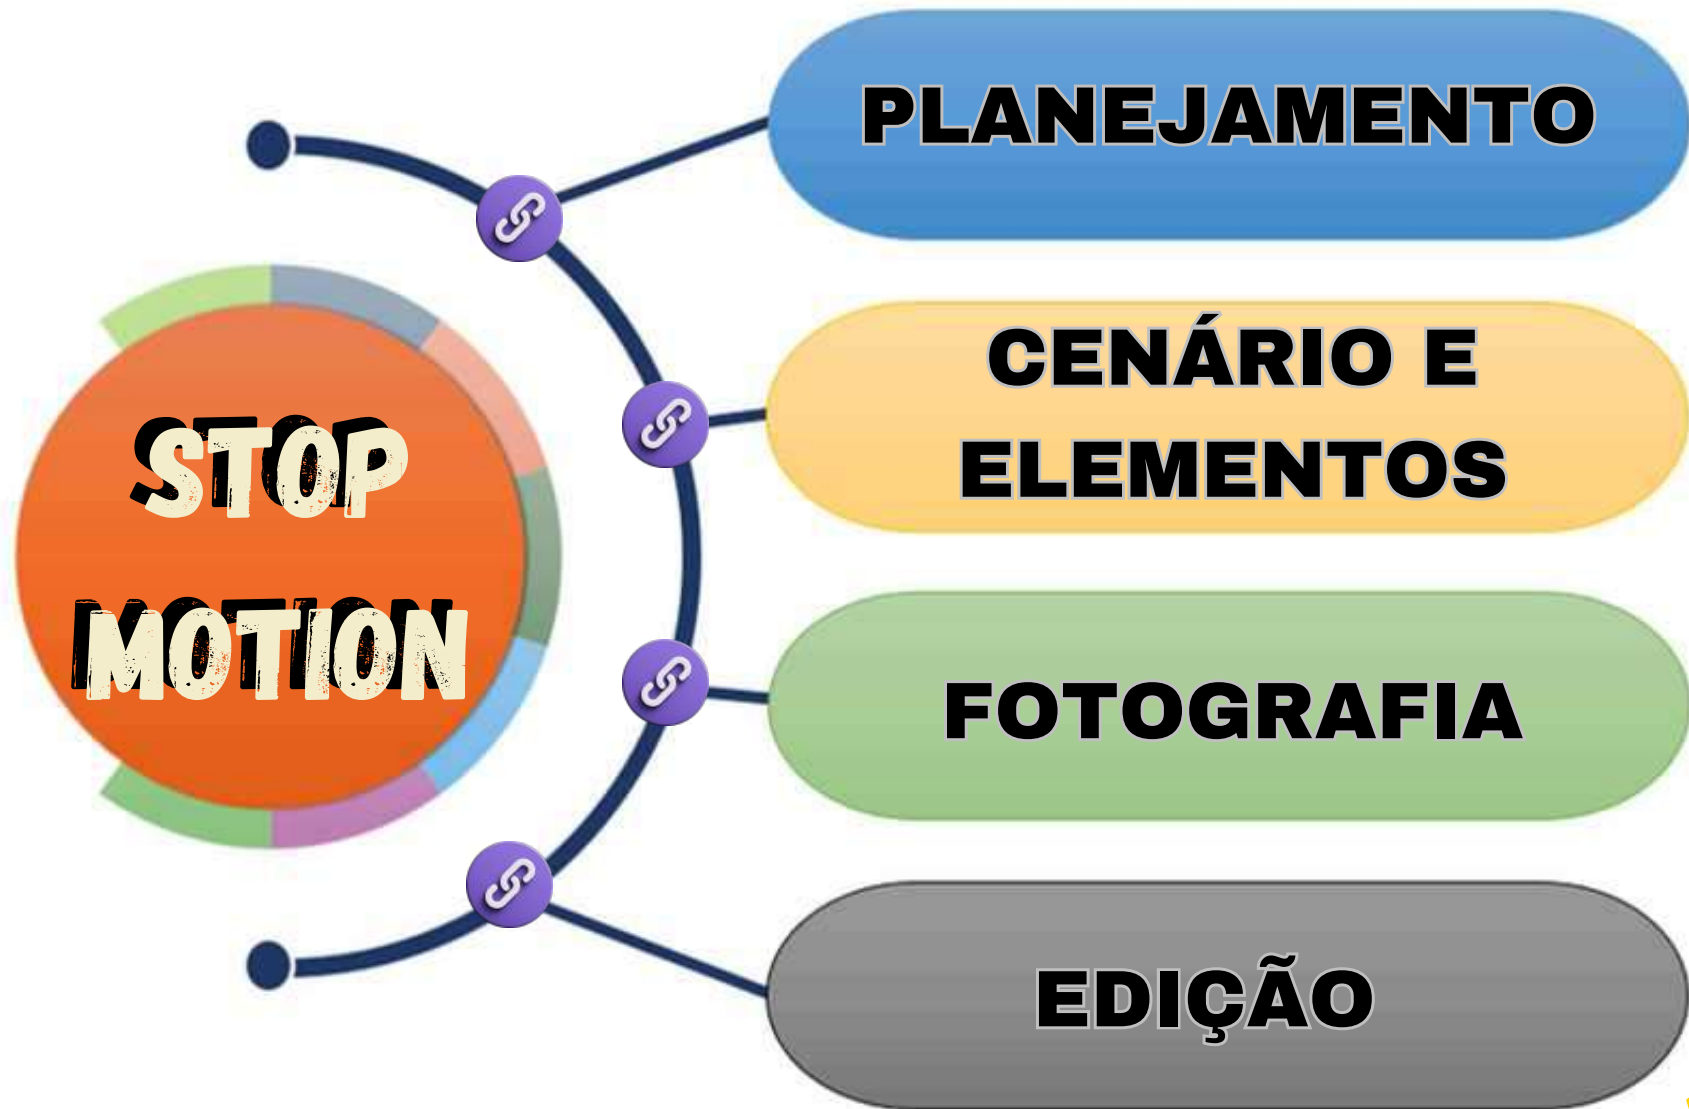 STOP
MOTION
PLANEJAMENTO
CENÁRIO E
ELEMENTOS
FOTOGRAFIA
EDIÇÃO